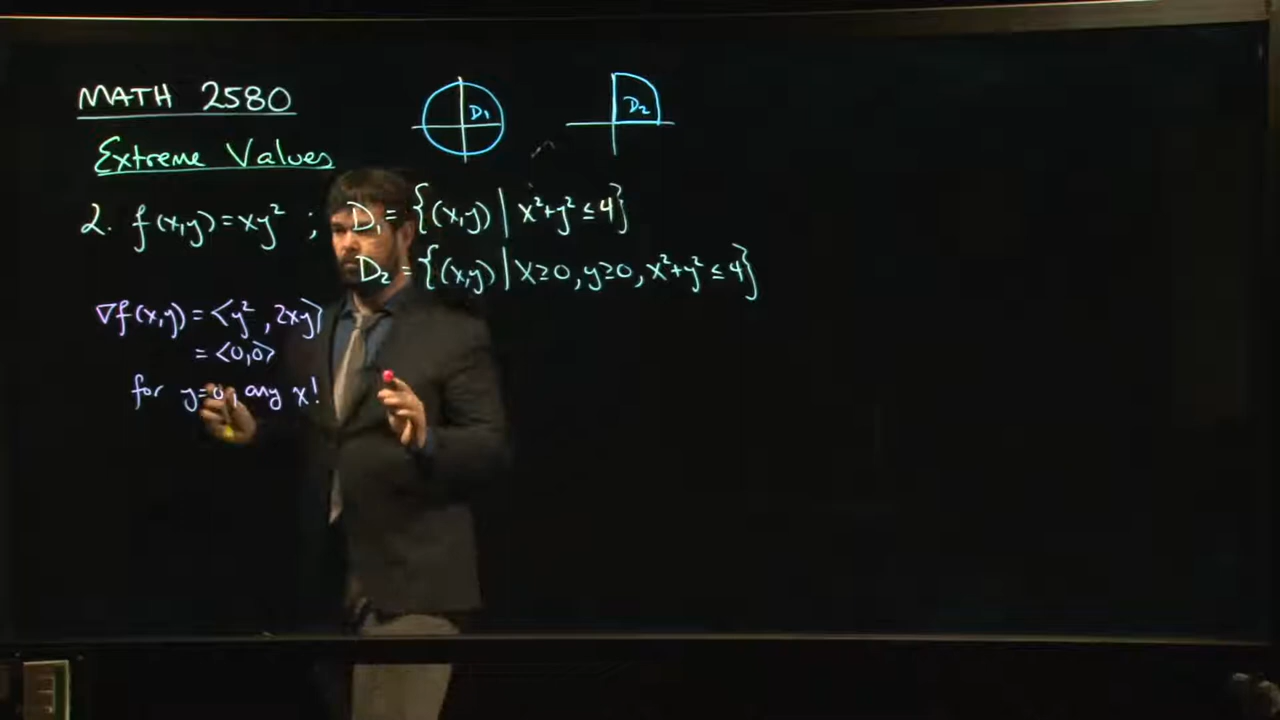 MATH 2580
D₁
D₂
Extreme Values
2. f(x,y)=xy² ; D₁ = {(x,y) | x²+y² ≤ 4}
D₂ = {(x,y) | x≥0, y≥0, x²+y² ≤ 4}
∇f(x,y) = <y², 2xy>
= <0,0>
for y=0, any x!